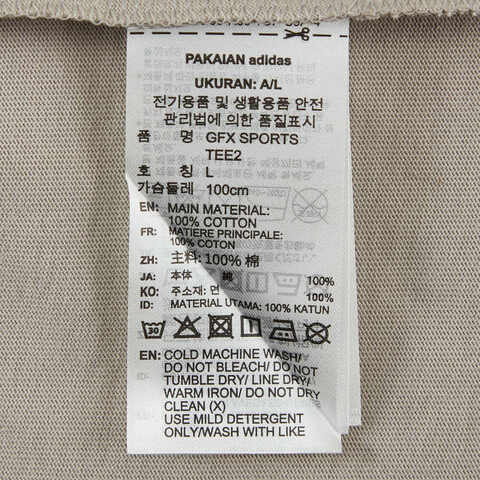 PAKAIAN adidas
UKURAN: A/L
전기용품 및 생활용품 안전
관리법에 의한 품질표시
품 명 GFX SPORTS
TEE2
호 칭 L
가슴둘레 100cm
EN: MAIN MATERIAL:
100% COTTON
FR: MATIERE PRINCIPALE:
100% COTON
ZH: 主料: 100% 棉
JA: 本体 綿 100%
KO: 주소재: 면 100%
ID: MATERIAL UTAMA: 100% KATUN
30
EN: COLD MACHINE WASH/
DO NOT BLEACH/ DO NOT
TUMBLE DRY/ LINE DRY/
WARM IRON/ DO NOT DRY
CLEAN (X)
USE MILD DETERGENT
ONLY/WASH WITH LIKE